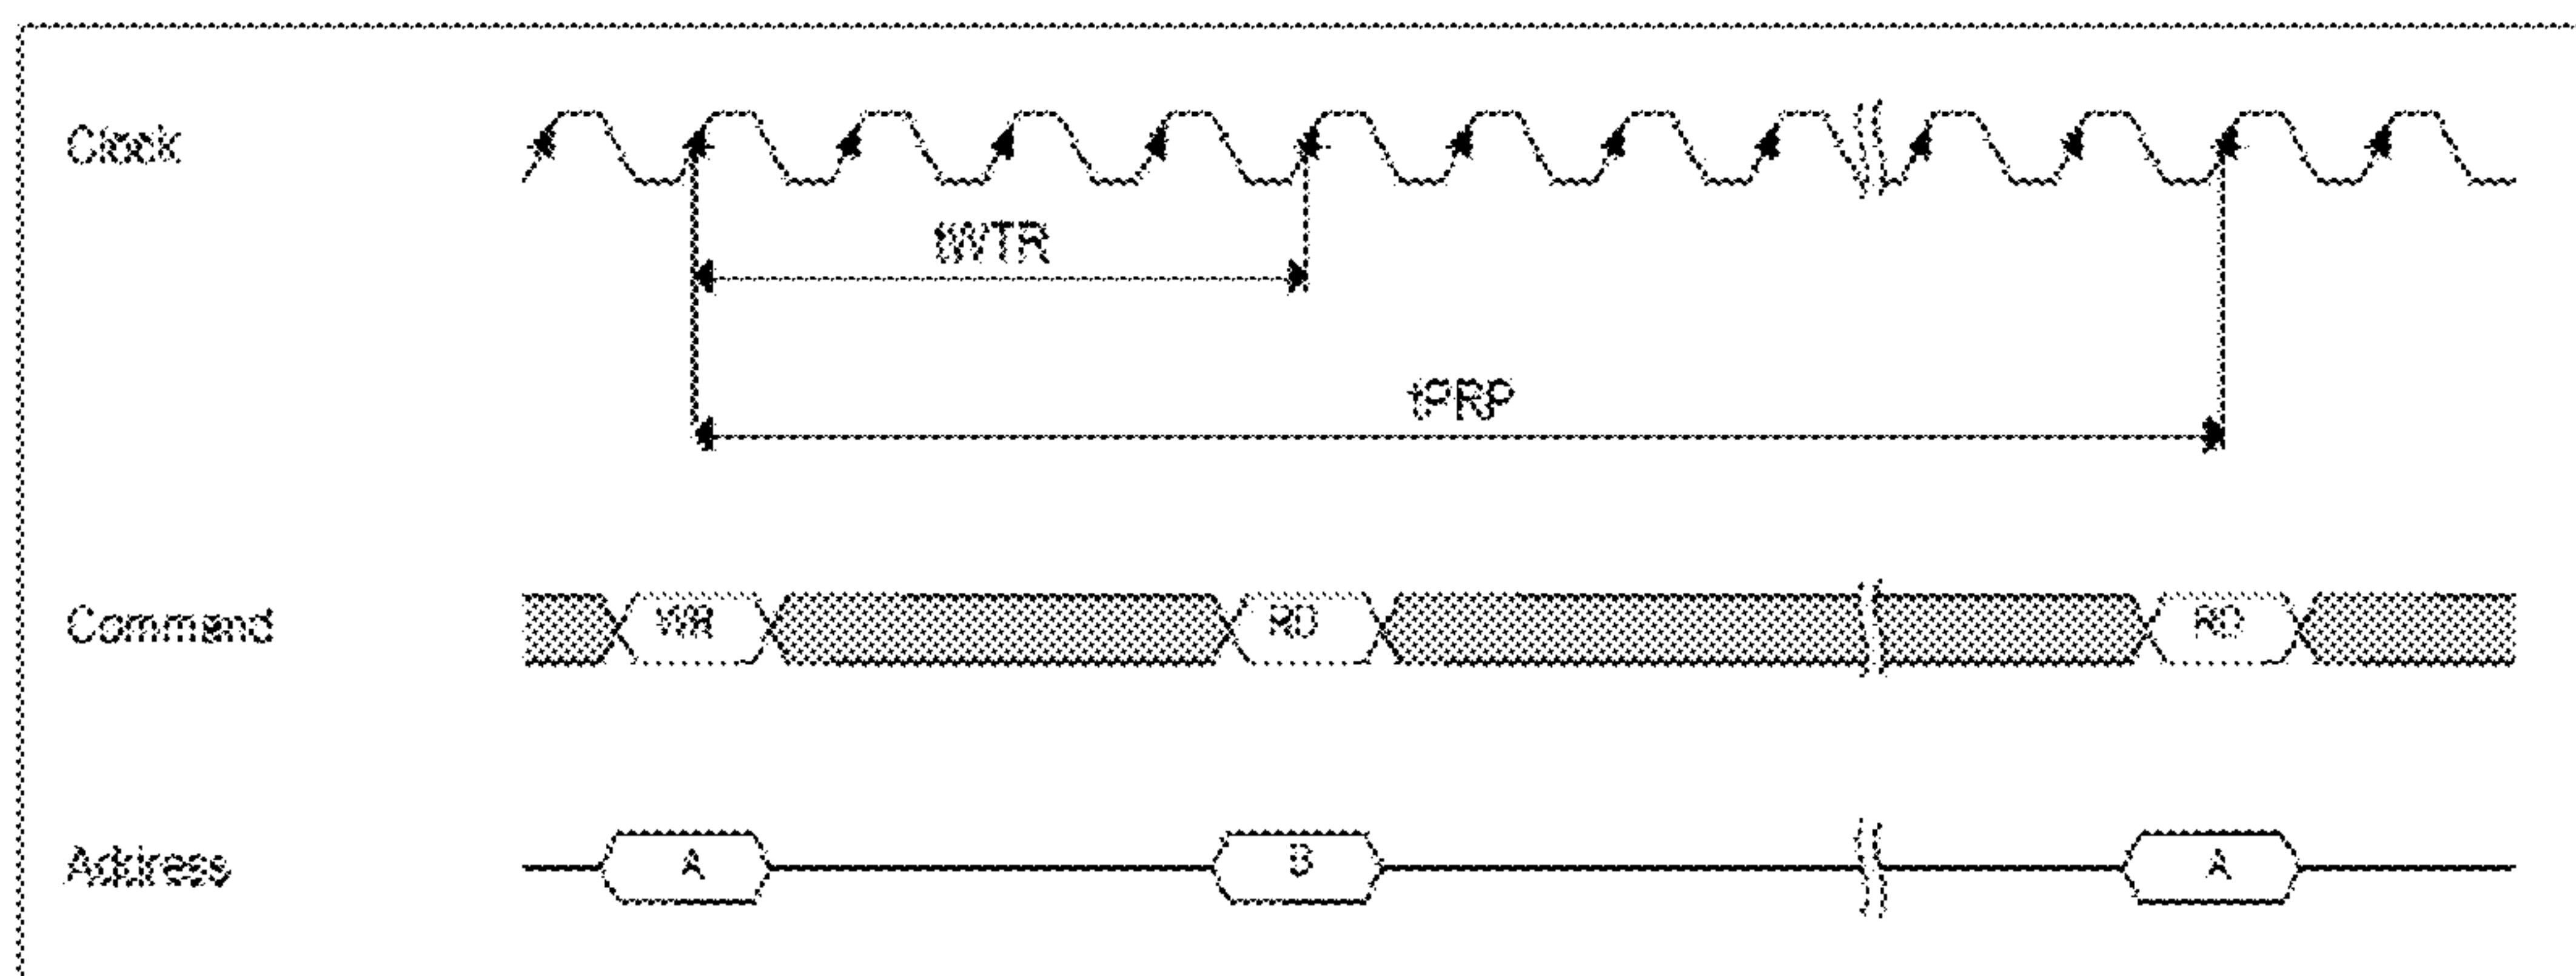 Clock
tWTR
tPRP
Command WR RD RD
Address A B A